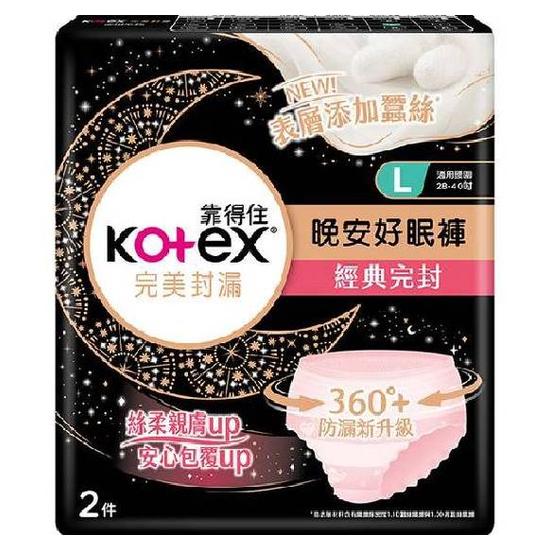 NEW!
表層添加蠶絲*
L
適用腰圍
28-40吋
靠得住
Kotex®
完美封漏
晚安好眠褲
經典完封
360°+
防漏新升級
絲柔親膚up
安心包覆up
2件